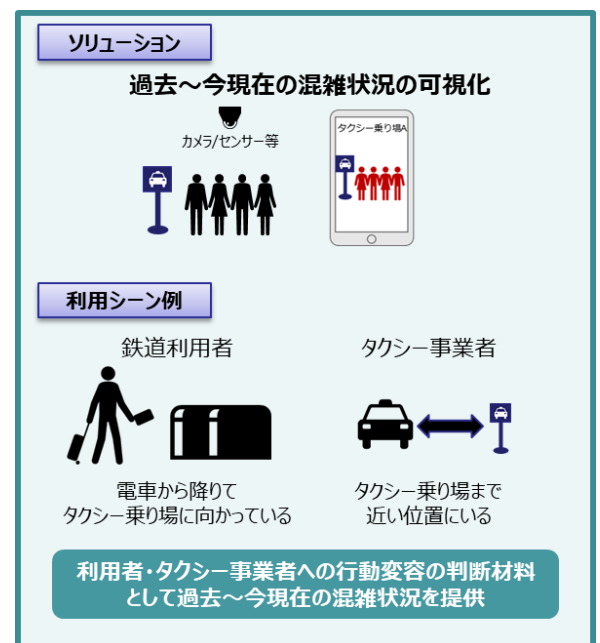 ソリューション
過去～今現在の混雑状況の可視化
カメラ/センサー等
タクシー乗り場A
利用シーン例
鉄道利用者
タクシー事業者
電車から降りて
タクシー乗り場に向かっている
タクシー乗り場まで
近い位置にいる
利用者・タクシー事業者への行動変容の判断材料
として過去～今現在の混雑状況を提供